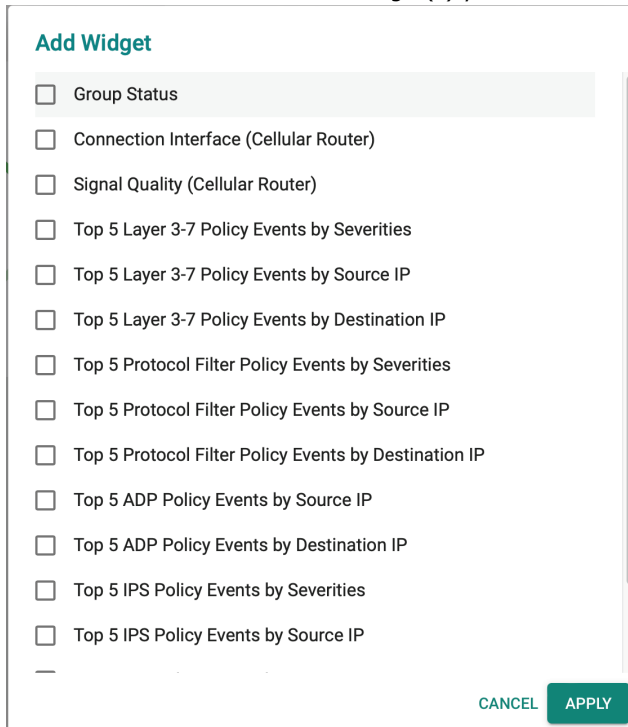 Add Widget
Group Status
Connection Interface (Cellular Router)
Signal Quality (Cellular Router)
Top 5 Layer 3-7 Policy Events by Severities
Top 5 Layer 3-7 Policy Events by Source IP
Top 5 Layer 3-7 Policy Events by Destination IP
Top 5 Protocol Filter Policy Events by Severities
Top 5 Protocol Filter Policy Events by Source IP
Top 5 Protocol Filter Policy Events by Destination IP
Top 5 ADP Policy Events by Source IP
Top 5 ADP Policy Events by Destination IP
Top 5 IPS Policy Events by Severities
Top 5 IPS Policy Events by Source IP
CANCEL APPLY